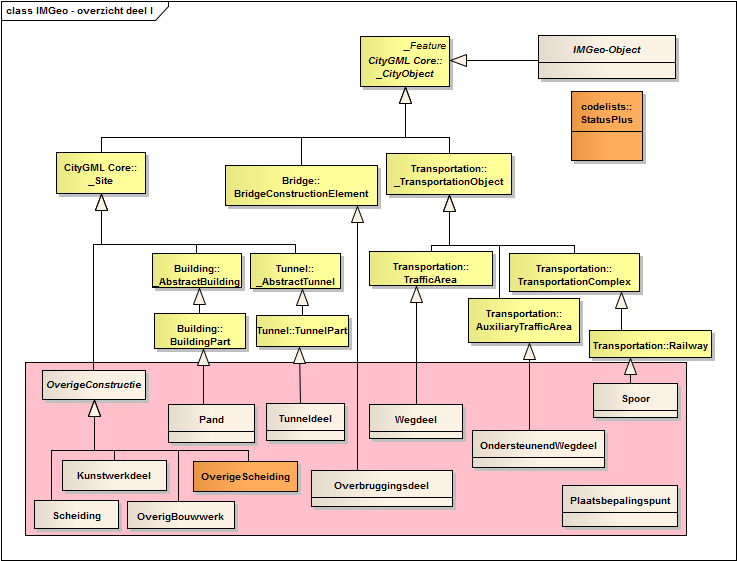 class IMGeo - overzicht deel I
_Feature
CityGML Core::
_CityObject
IMGeo-Object
codelists::
StatusPlus
CityGML Core::
_Site
Bridge::
BridgeConstructionElement
Transportation::
_TransportationObject
Building::
_AbstractBuilding
Tunnel::
_AbstractTunnel
Transportation::
TrafficArea
Transportation::
TransportationComplex
Building::
BuildingPart
Tunnel::TunnelPart
Transportation::
AuxiliaryTrafficArea
Transportation::Railway
OverigeConstructie
Pand
Tunneldeel
Wegdeel
Spoor
OndersteunendWegdeel
Kunstwerkdeel
OverigeScheiding
Overbruggingsdeel
Scheiding
OverigBouwwerk
Plaatsbepalingspunt